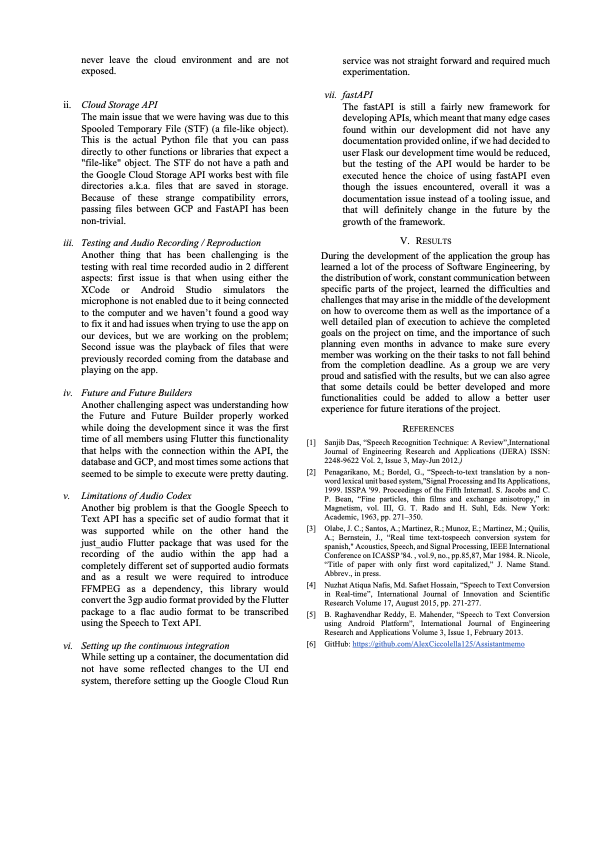 never leave the cloud environment and are not
exposed.
ii. Cloud Storage API
The main issue that we were having was due to this
Spooled Temporary File (STF) (a file-like object).
This is the actual Python file that you can pass
directly to other functions or libraries that expect a
"file-like" object. The STF do not have a path and
the Google Cloud Storage API works best with file
directories a.k.a. files that are saved in storage.
Because of these strange compatibility errors,
passing files between GCP and FastAPI has been
non-trivial.
iii. Testing and Audio Recording / Reproduction
Another thing that has been challenging is the
testing with real time recorded audio in 2 different
aspects: first issue is that when using either the
XCode or Android Studio simulators the
microphone is not enabled due to it being connected
to the computer and we haven't found a good way
to fix it and had issues when trying to use the app on
our devices, but we are working on the problem;
Second issue was the playback of files that were
previously recorded coming from the database and
playing on the app.
iv. Future and Future Builders
Another challenging aspect was understanding how
the Future and Future Builder properly worked
while doing the development since it was the first
time of all members using Flutter this functionality
that helps with the connection within the API, the
database and GCP, and most times some actions that
seemed to be simple to execute were pretty dauting.
v. Limitations of Audio Codex
Another big problem is that the Google Speech to
Text API has a specific set of audio format that it
was supported while on the other hand the
just_audio Flutter package that was used for the
recording of the audio within the app had a
completely different set of supported audio formats
and as a result we were required to introduce
FFMPEG as a dependency, this library would
convert the 3gp audio format provided by the Flutter
package to a flac audio format to be transcribed
using the Speech to Text API.
vi. Setting up the continuous integration
While setting up a container, the documentation did
not have some reflected changes to the UI end
system, therefore setting up the Google Cloud Run
service was not straight forward and required much
experimentation.
vii. fastAPI
The fastAPI is still a fairly new framework for
developing APIs, which meant that many edge cases
found within our development did not have any
documentation provided online, if we had decided to
user Flask our development time would be reduced,
but the testing of the API would be harder to be
executed hence the choice of using fastAPI even
though the issues encountered, overall it was a
documentation issue instead of a tooling issue, and
that will definitely change in the future by the
growth of the framework.
V. RESULTS
During the development of the application the group has
learned a lot of the process of Software Engineering, by
the distribution of work, constant communication between
specific parts of the project, learned the difficulties and
challenges that may arise in the middle of the development
on how to overcome them as well as the importance of a
well detailed plan of execution to achieve the completed
goals on the project on time, and the importance of such
planning even months in advance to make sure every
member was working on the their tasks to not fall behind
from the completion deadline. As a group we are very
proud and satisfied with the results, but we can also agree
that some details could be better developed and more
functionalities could be added to allow a better user
experience for future iterations of the project.
REFERENCES
[1] Sanjib Das, “Speech Recognition Technique: A Review”,International
Journal of Engineering Research and Applications (IJERA) ISSN:
2248-9622 Vol. 2, Issue 3, May-Jun 2012.)
[2] Penagarikano, M.; Bordel, G., “Speech-to-text translation by a non-
word lexical unit based system,”Signal Processing and Its Applications,
1999. ISSPA '99. Proceedings of the Fifth Internatl. S. Jacobs and C.
P. Bean, “Fine particles, thin films and exchange anisotropy,” in
Magnetism, vol. III, G. T. Rado and H. Suhl, Eds. New York:
Academic, 1963, pp. 271–350.
[3] Olabe, J. C.; Santos, A.; Martinez, R.; Munoz, E.; Martinez, M.; Quilis,
A.; Bernstein, J., “Real time text-tospeech conversion system for
spanish," Acoustics, Speech, and Signal Processing, IEEE International
Conference on ICASSP '84. , vol.9, no., pp.85,87, Mar 1984. R. Nicole,
“Title of paper with only first word capitalized,” J. Name Stand.
Abbrev., in press.
[4] Nuzhat Atiqua Nafis, Md. Safaet Hossain, “Speech to Text Conversion
in Real-time”, International Journal of Innovation and Scientific
Research Volume 17, August 2015, pp. 271-277.
[5] B. Raghavendhar Reddy, E. Mahender, “Speech to Text Conversion
using Android Platform”, International Journal of Engineering
Research and Applications Volume 3, Issue 1, February 2013.
[6] GitHub: https://github.com/AlexCiccolella125/Assistantmemo